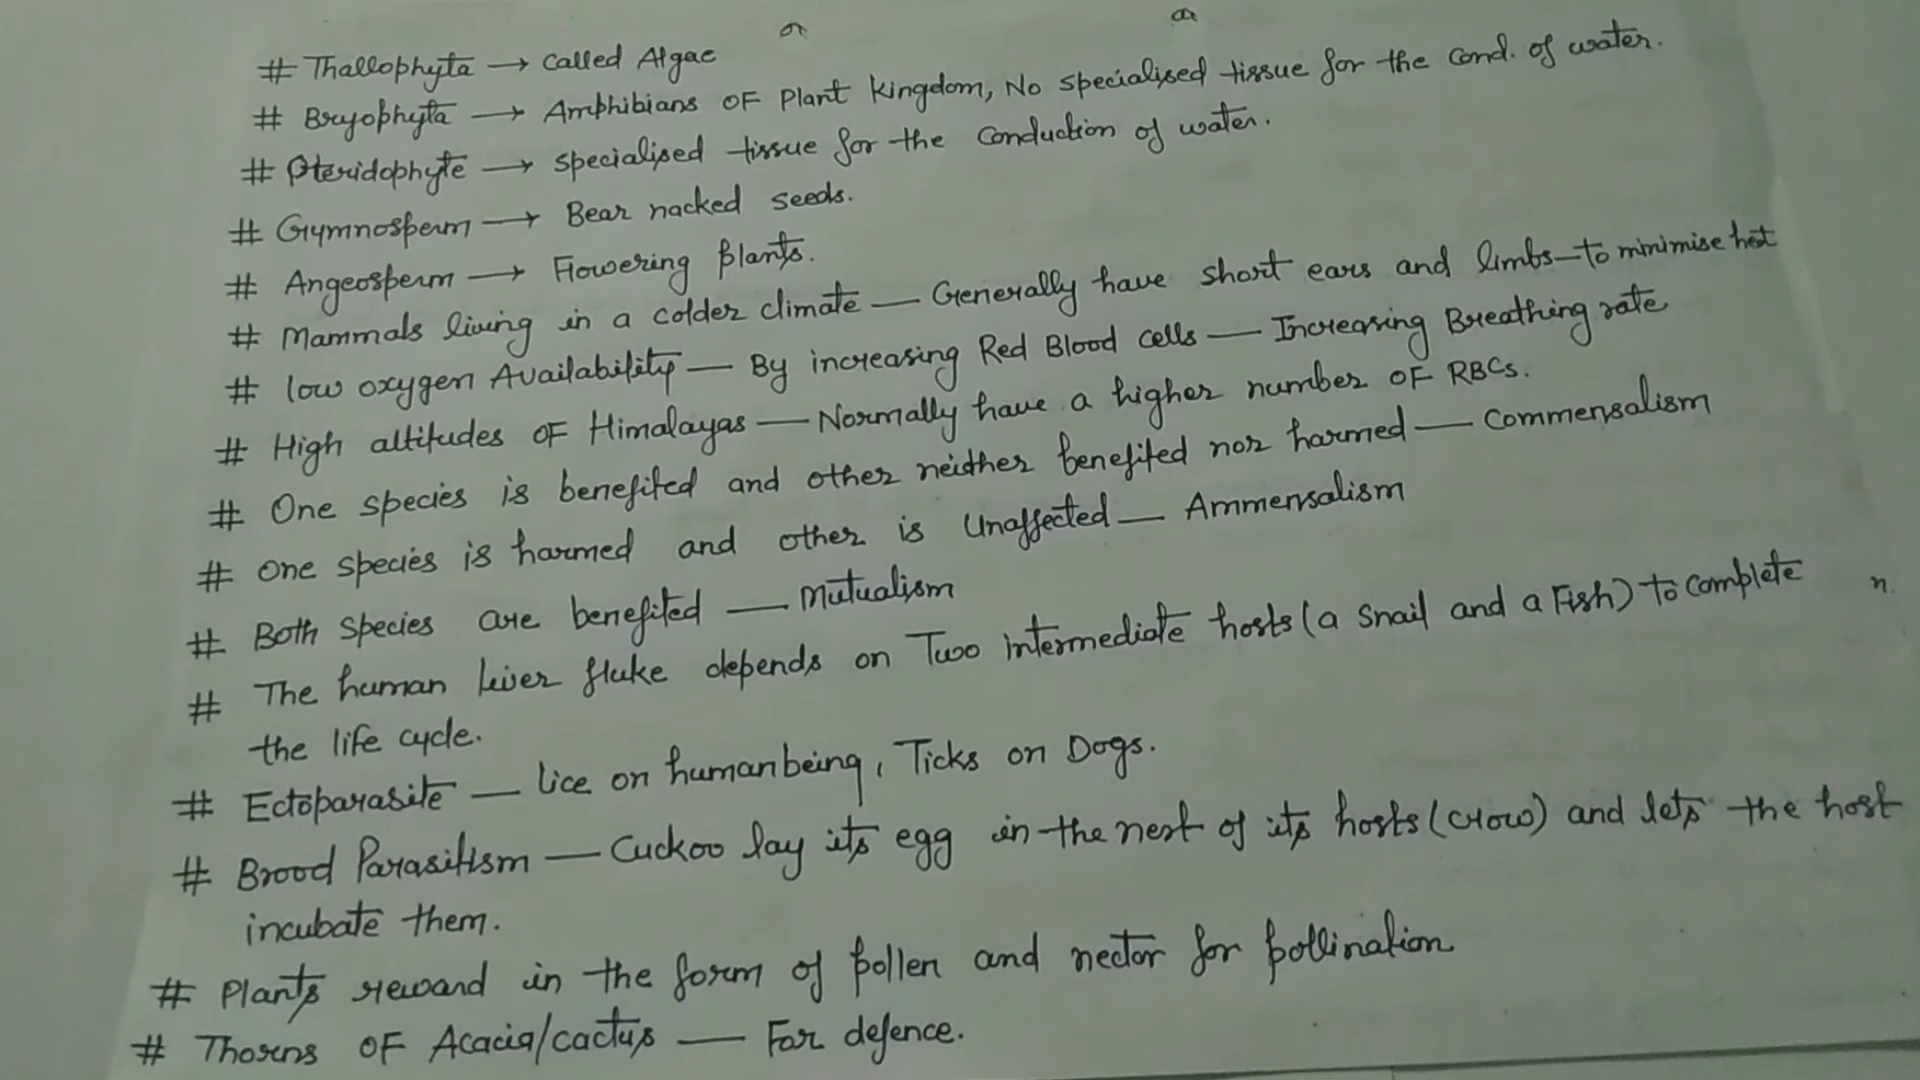 # Thallophyta → Called Algae
# Bryophyta → Amphibians OF Plant Kingdom, No specialised tissue for the cond. of water.
# Pteridophyte → specialised tissue for the conduction of water.
# Gymnosperm → Bear nacked seeds.
# Angeosperm → Flowering plants.
# Mammals living in a colder climate — Generally have short ears and limbs — to minimise het
# low oxygen Availability — By increasing Red Blood cells — Increasing Breathing rate
# High altitudes OF Himalayas — Normally have a higher number OF RBCs.
# One species is benefited and other neither benefited nor harmed — Commensalism
# One species is harmed and other is Unaffected — Ammensalism
# Both species are benefited — Mutualism
# The human liver fluke depends on Two intermediate hosts (a snail and a Fish) to complete
the life cycle.
# Ectoparasite — lice on humanbeing, Ticks on Dogs.
# Brood Parasitism — Cuckoo lay its egg in the nest of its hosts (crow) and lets the host
incubate them.
# Plants reward in the form of pollen and nector for pollination
# Thorns OF Acacia/cactus — For defence.